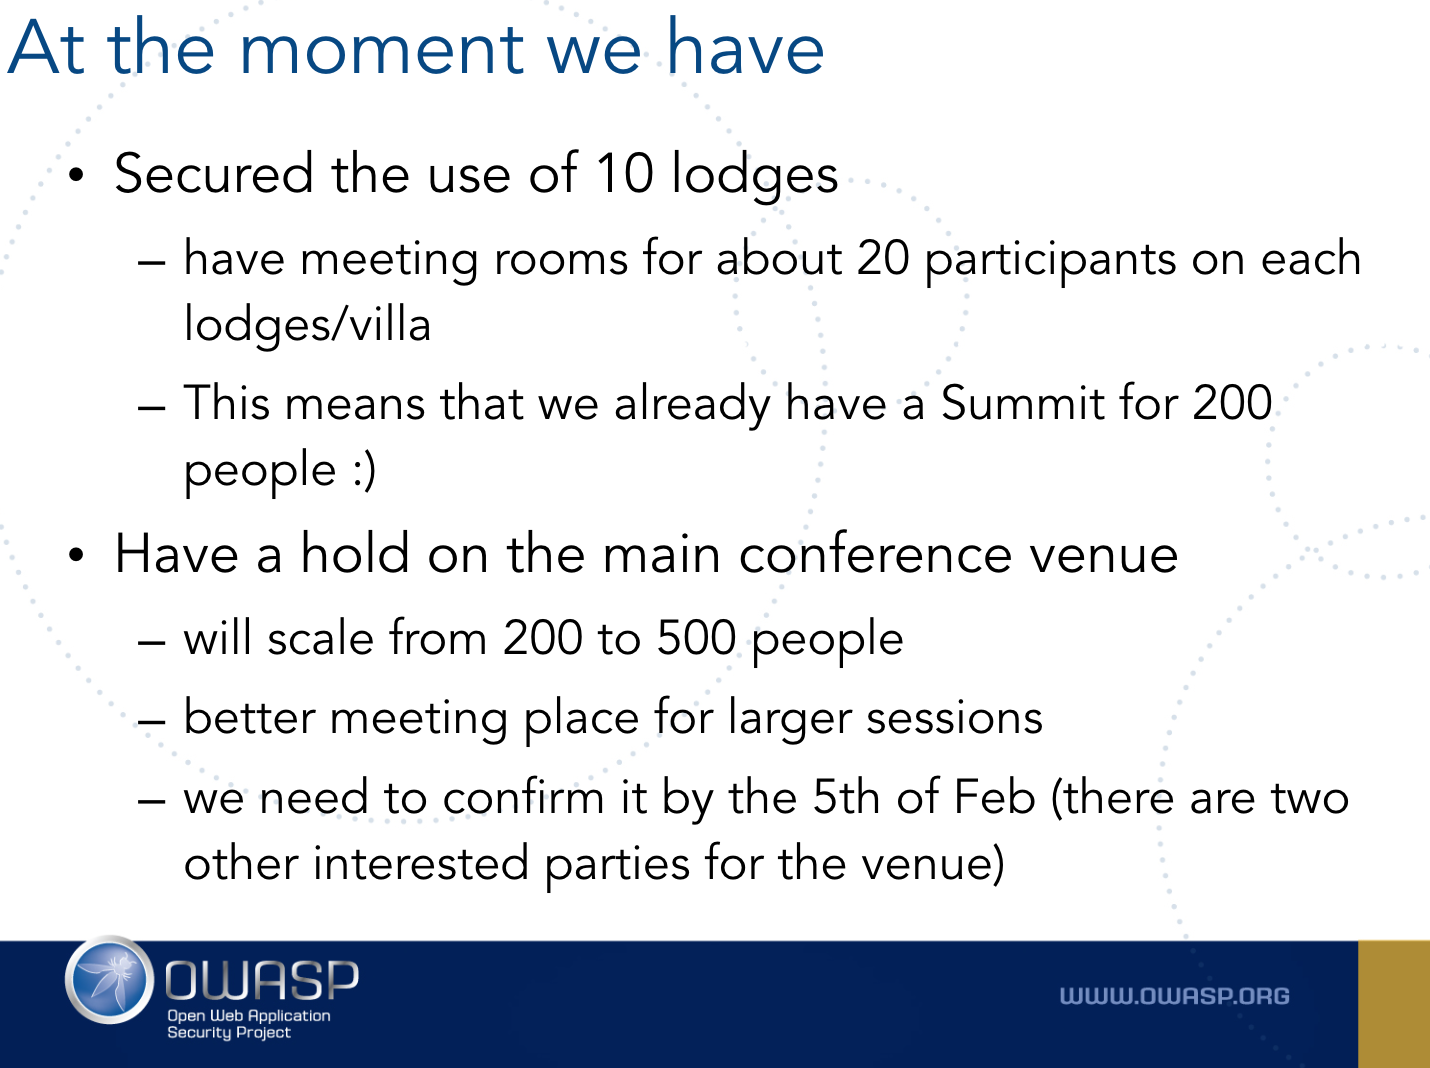 At the moment we have
• Secured the use of 10 lodges
– have meeting rooms for about 20 participants on each
lodges/villa
– This means that we already have a Summit for 200
people :)
• Have a hold on the main conference venue
– will scale from 200 to 500 people
– better meeting place for larger sessions
– we need to confirm it by the 5th of Feb (there are two
other interested parties for the venue)
OWASP
Open Web Application
Security Project
WWW.OWASP.ORG